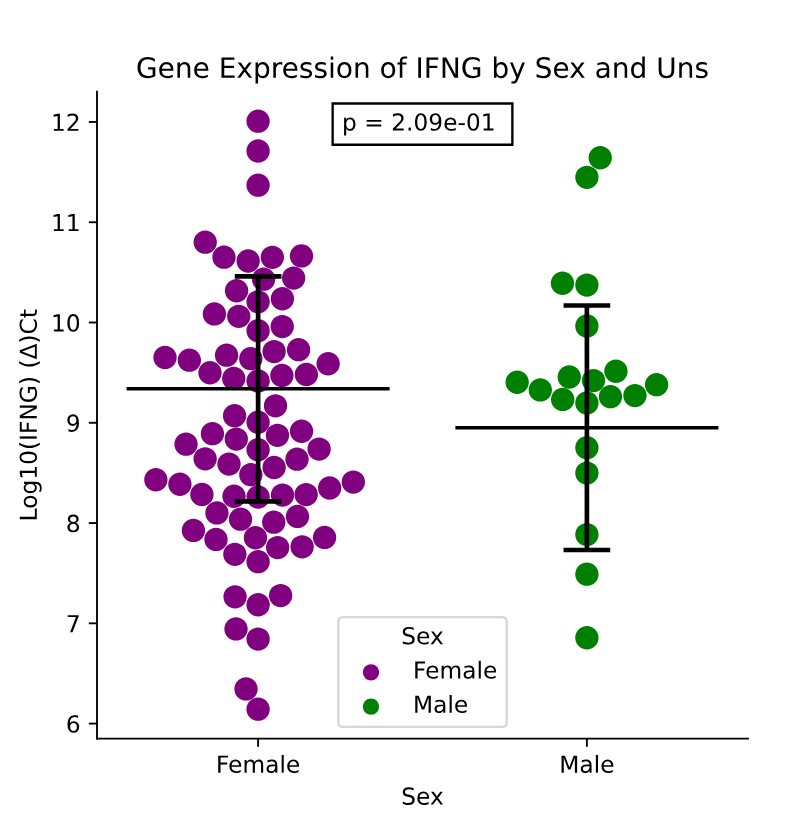 Gene Expression of IFNG by Sex and Uns
p = 2.09e-01
12
11
10
9
8
7
6
Log10(IFNG) (Δ)Ct
Sex
Female
Male
Female
Male
Sex